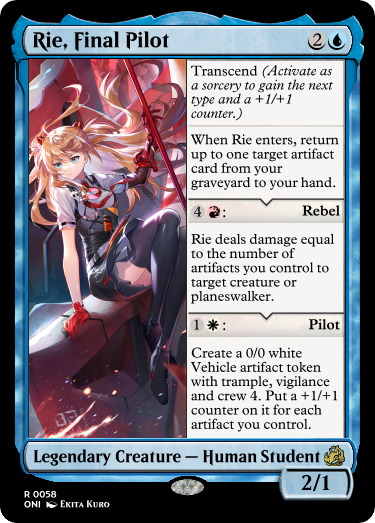 Rie, Final Pilot 2
Transcend (Activate as
a sorcery to gain the next
type and a +1/+1
counter.)
When Rie enters, return
up to one target artifact
card from your
graveyard to your hand.
4 : Rebel
Rie deals damage equal
to the number of
artifacts you control to
target creature or
planeswalker.
1 : Pilot
Create a 0/0 white
Vehicle artifact token
with trample, vigilance
and crew 4. Put a +1/+1
counter on it for each
artifact you control.
Legendary Creature — Human Student
2/1
R 0058
ONI Ekita Kuro